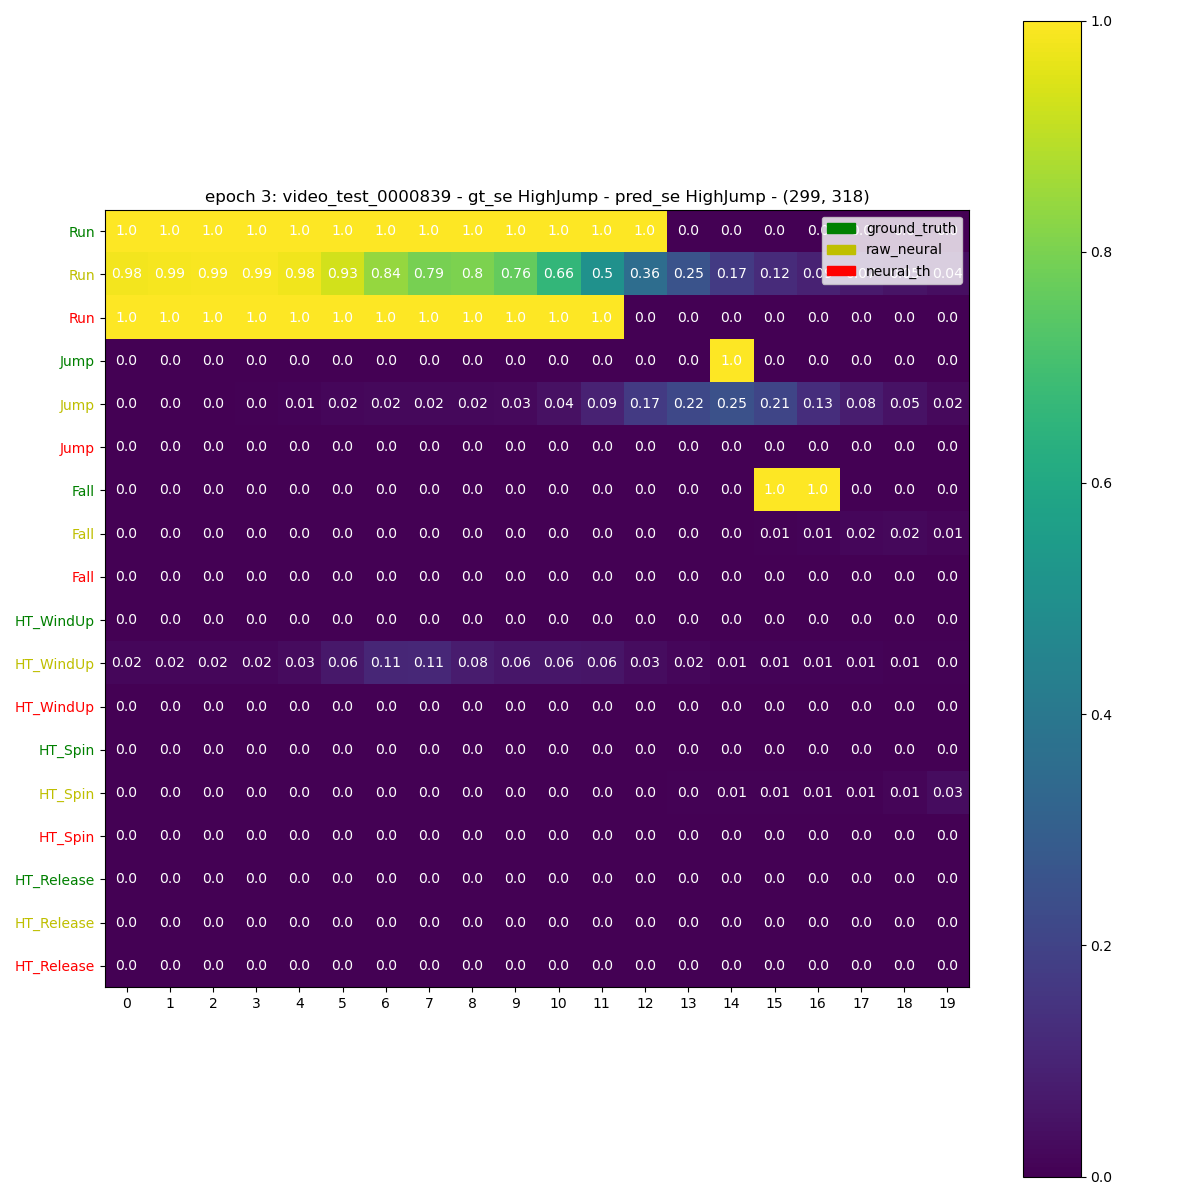 epoch 3: video_test_0000839 - gt_se HighJump - pred_se HighJump - (299, 318)
Run 1.0 1.0 1.0 1.0 1.0 1.0 1.0 1.0 1.0 1.0 1.0 1.0 1.0 0.0 0.0 0.0
Run 0.98 0.99 0.99 0.99 0.98 0.93 0.84 0.79 0.8 0.76 0.66 0.5 0.36 0.25 0.17 0.12 0.04
Run 1.0 1.0 1.0 1.0 1.0 1.0 1.0 1.0 1.0 1.0 1.0 1.0 0.0 0.0 0.0 0.0 0.0 0.0 0.0 0.0
Jump 0.0 0.0 0.0 0.0 0.0 0.0 0.0 0.0 0.0 0.0 0.0 0.0 0.0 0.0 1.0 0.0 0.0 0.0 0.0 0.0
Jump 0.0 0.0 0.0 0.0 0.01 0.02 0.02 0.02 0.02 0.03 0.04 0.09 0.17 0.22 0.25 0.21 0.13 0.08 0.05 0.02
Jump 0.0 0.0 0.0 0.0 0.0 0.0 0.0 0.0 0.0 0.0 0.0 0.0 0.0 0.0 0.0 0.0 0.0 0.0 0.0 0.0
Fall 0.0 0.0 0.0 0.0 0.0 0.0 0.0 0.0 0.0 0.0 0.0 0.0 0.0 0.0 0.0 1.0 1.0 0.0 0.0 0.0
Fall 0.0 0.0 0.0 0.0 0.0 0.0 0.0 0.0 0.0 0.0 0.0 0.0 0.0 0.0 0.0 0.01 0.01 0.02 0.02 0.01
Fall 0.0 0.0 0.0 0.0 0.0 0.0 0.0 0.0 0.0 0.0 0.0 0.0 0.0 0.0 0.0 0.0 0.0 0.0 0.0 0.0
HT_WindUp 0.0 0.0 0.0 0.0 0.0 0.0 0.0 0.0 0.0 0.0 0.0 0.0 0.0 0.0 0.0 0.0 0.0 0.0 0.0 0.0
HT_WindUp 0.02 0.02 0.02 0.02 0.03 0.06 0.11 0.11 0.08 0.06 0.06 0.06 0.03 0.02 0.01 0.01 0.01 0.01 0.01 0.0
HT_WindUp 0.0 0.0 0.0 0.0 0.0 0.0 0.0 0.0 0.0 0.0 0.0 0.0 0.0 0.0 0.0 0.0 0.0 0.0 0.0 0.0
HT_Spin 0.0 0.0 0.0 0.0 0.0 0.0 0.0 0.0 0.0 0.0 0.0 0.0 0.0 0.0 0.0 0.0 0.0 0.0 0.0 0.0
HT_Spin 0.0 0.0 0.0 0.0 0.0 0.0 0.0 0.0 0.0 0.0 0.0 0.0 0.0 0.0 0.01 0.01 0.01 0.01 0.01 0.03
HT_Spin 0.0 0.0 0.0 0.0 0.0 0.0 0.0 0.0 0.0 0.0 0.0 0.0 0.0 0.0 0.0 0.0 0.0 0.0 0.0 0.0
HT_Release 0.0 0.0 0.0 0.0 0.0 0.0 0.0 0.0 0.0 0.0 0.0 0.0 0.0 0.0 0.0 0.0 0.0 0.0 0.0 0.0
HT_Release 0.0 0.0 0.0 0.0 0.0 0.0 0.0 0.0 0.0 0.0 0.0 0.0 0.0 0.0 0.0 0.0 0.0 0.0 0.0 0.0
HT_Release 0.0 0.0 0.0 0.0 0.0 0.0 0.0 0.0 0.0 0.0 0.0 0.0 0.0 0.0 0.0 0.0 0.0 0.0 0.0 0.0
0 1 2 3 4 5 6 7 8 9 10 11 12 13 14 15 16 17 18 19
ground_truth
raw_neural
neural_th
1.0
0.8
0.6
0.4
0.2
0.0